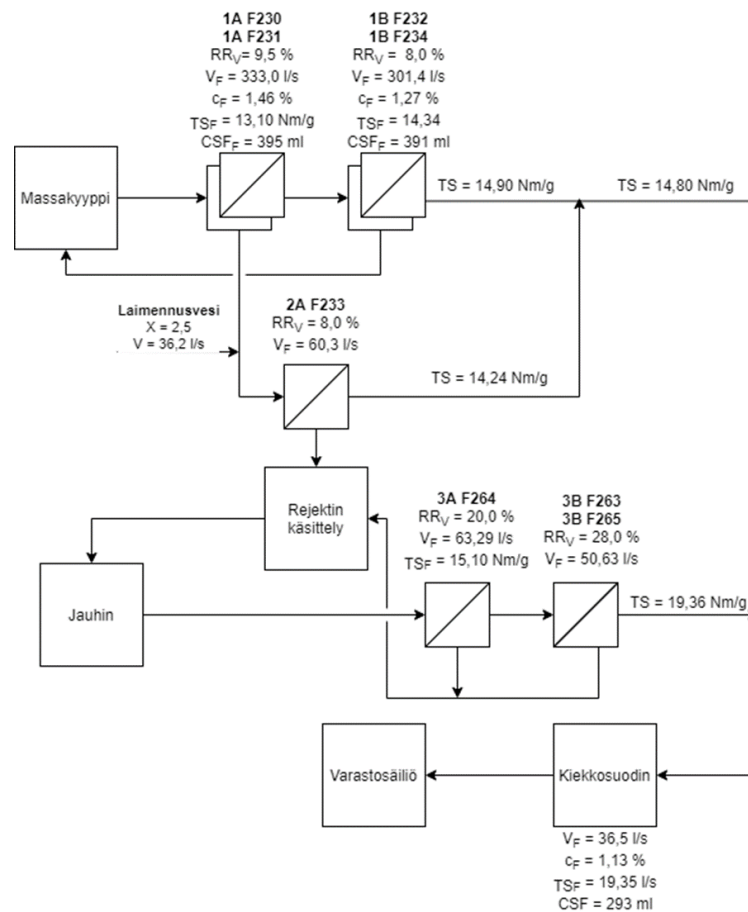 1A F230
1A F231
RRV= 9,5 %
VF = 333,0 l/s
cF = 1,46 %
TSF = 13,10 Nm/g
CSFF = 395 ml
1B F232
1B F234
RRV = 8,0 %
VF = 301,4 l/s
cF = 1,27 %
TSF = 14,34
CSFF = 391 ml
Massakyyppi
TS = 14,90 Nm/g
TS = 14,80 Nm/g
Laimennusvesi
X = 2,5
V = 36,2 l/s
2A F233
RRV = 8,0 %
VF = 60,3 l/s
TS = 14,24 Nm/g
Rejektin
käsittely
3A F264
RRV = 20,0 %
VF = 63,29 l/s
TSF = 15,10 Nm/g
3B F263
3B F265
RRV = 28,0 %
VF = 50,63 l/s
Jauhin
TS = 19,36 Nm/g
Varastosäiliö
Kiekkosuodin
VF = 36,5 l/s
cF = 1,13 %
TSF = 19,35 l/s
CSF = 293 ml